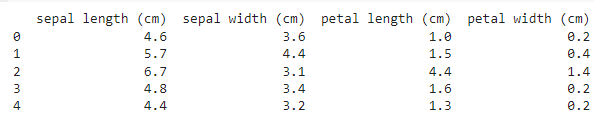 sepal length (cm) sepal width (cm) petal length (cm) petal width (cm)
0 4.6 3.6 1.0 0.2
1 5.7 4.4 1.5 0.4
2 6.7 3.1 4.4 1.4
3 4.8 3.4 1.6 0.2
4 4.4 3.2 1.3 0.2